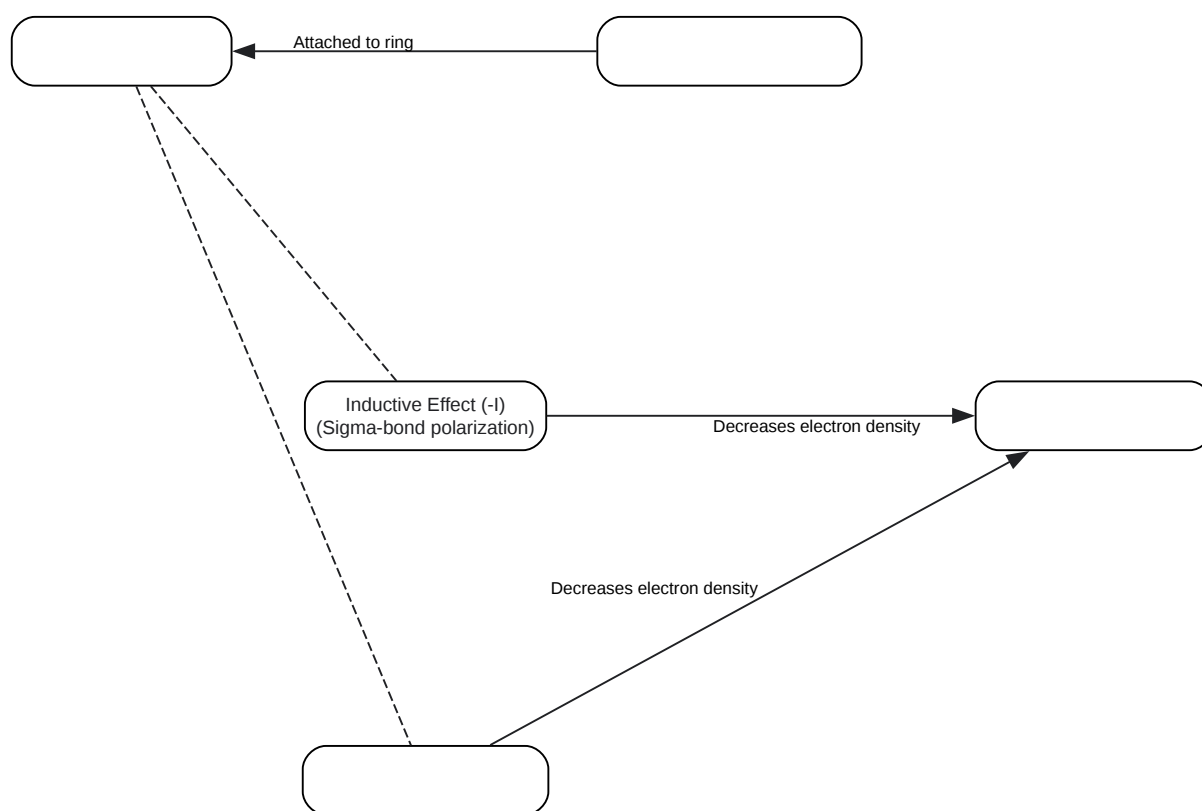 Attached to ring
Inductive Effect (-I)
(Sigma-bond polarization)
Decreases electron density
Decreases electron density